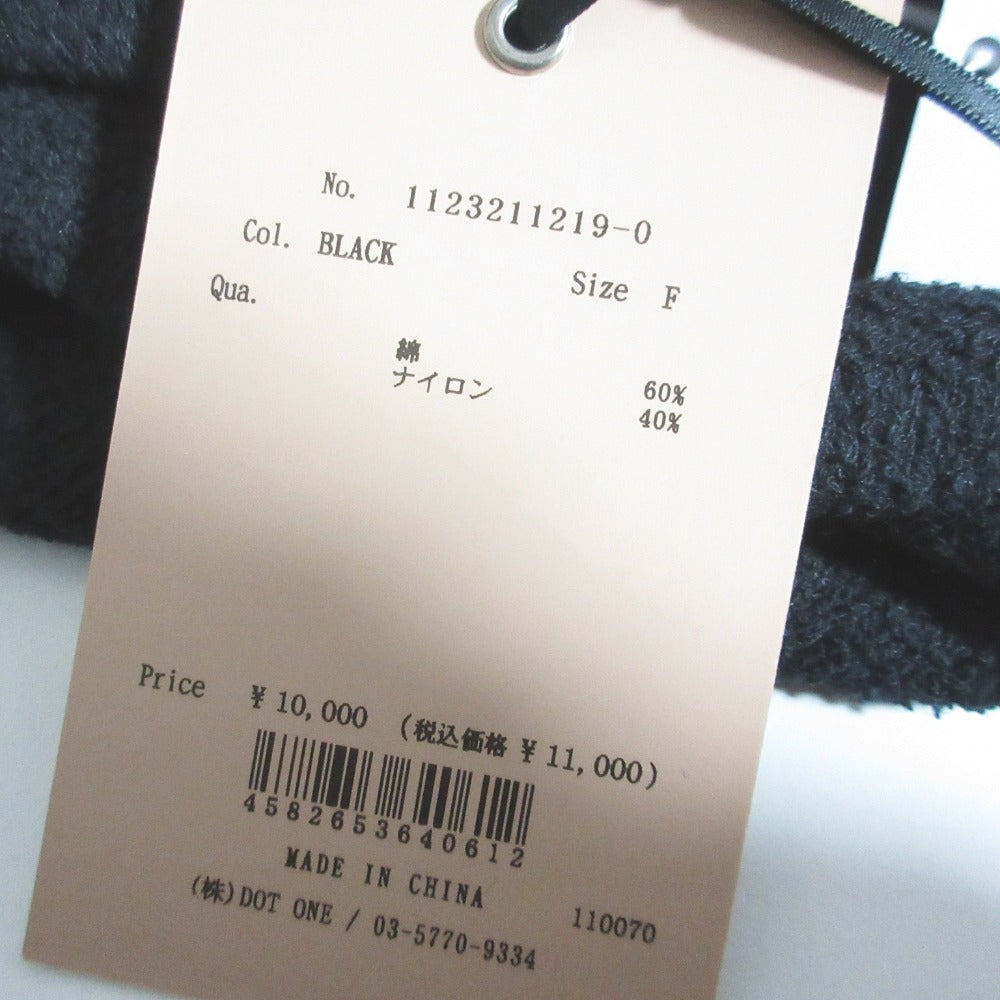 No. 1123211219-0
Col. BLACK Size F
Qua.
綿 60%
ナイロン 40%
Price ¥10,000 (税込価格 ¥11,000)
4582653640612
MADE IN CHINA
(株)DOT ONE / 03-5770-9334 110070